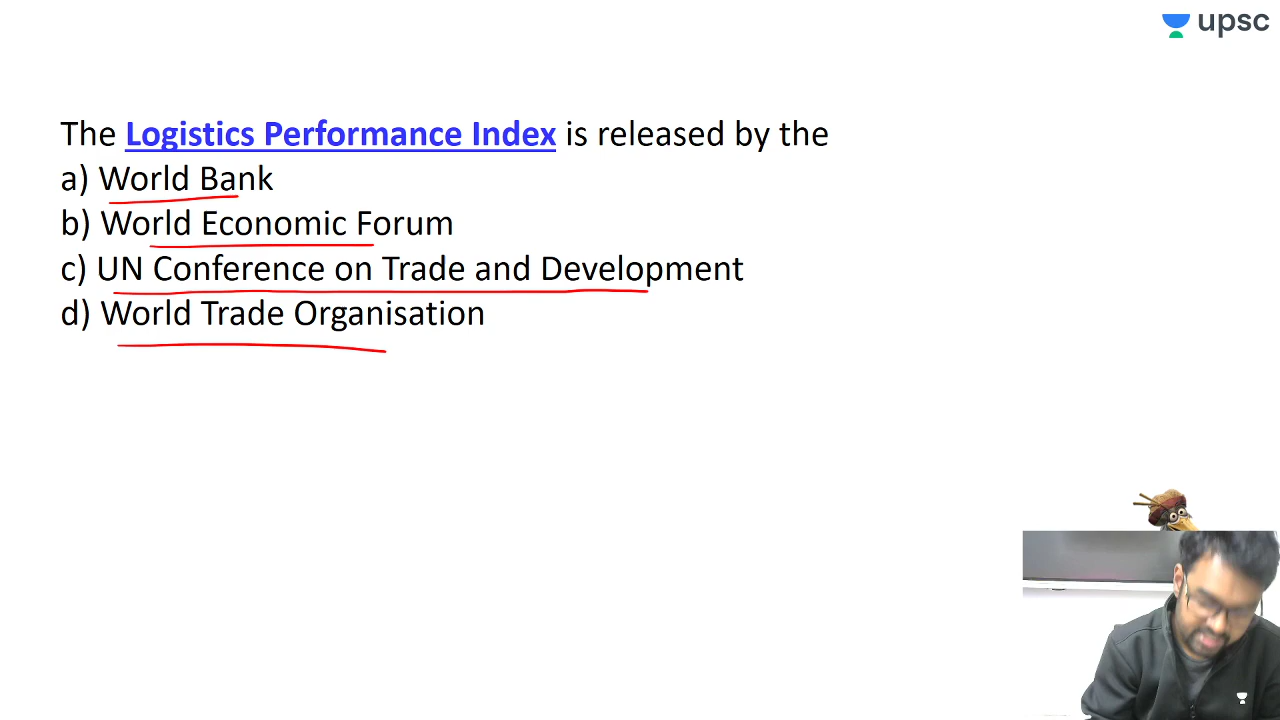 upsc
The Logistics Performance Index is released by the
a) World Bank
b) World Economic Forum
c) UN Conference on Trade and Development
d) World Trade Organisation